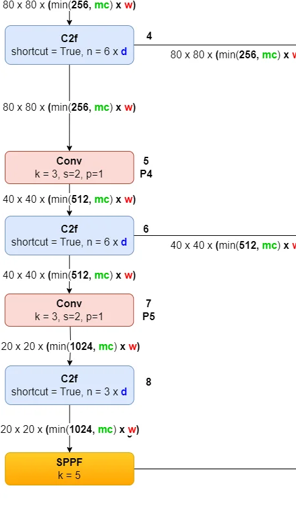 80 x 80 x (min(256, mc) x w)
C2f
shortcut = True, n = 6 x d
4
80 x 80 x (min(256, mc) x w
80 x 80 x (min(256, mc) x w)
Conv
k = 3, s=2, p=1
5
P4
40 x 40 x (min(512, mc) x w)
C2f
shortcut = True, n = 6 x d
6
40 x 40 x (min(512, mc) x w
40 x 40 x (min(512, mc) x w)
Conv
k = 3, s=2, p=1
7
P5
20 x 20 x (min(1024, mc) x w)
C2f
shortcut = True, n = 3 x d
8
20 x 20 x (min(1024, mc) x w)
SPPF
k = 5